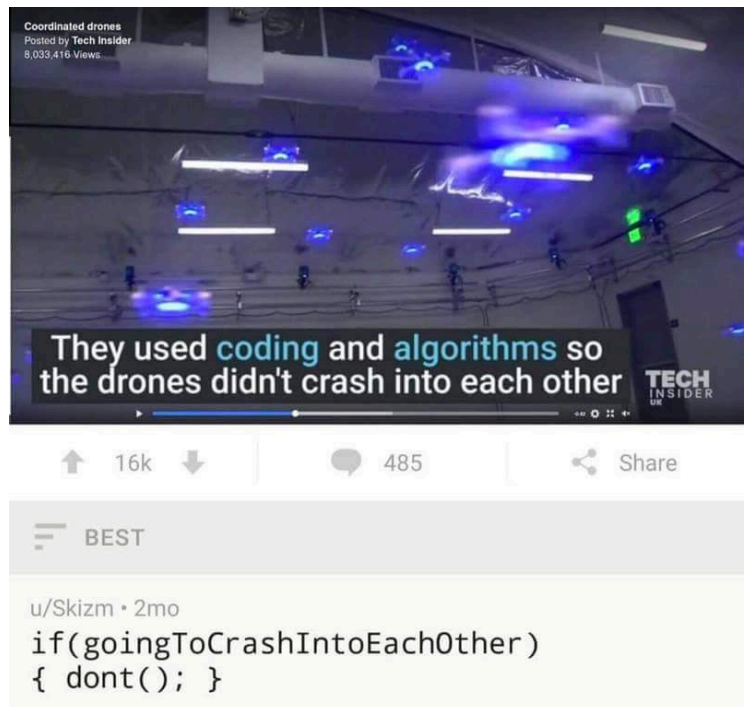 Coordinated drones
Posted by Tech Insider
8,033,416 Views
They used coding and algorithms so
the drones didn't crash into each other
TECH
INSIDER
UK
16k
485
Share
BEST
u/Skizm • 2mo
if(goingToCrashIntoEachOther)
{ dont(); }